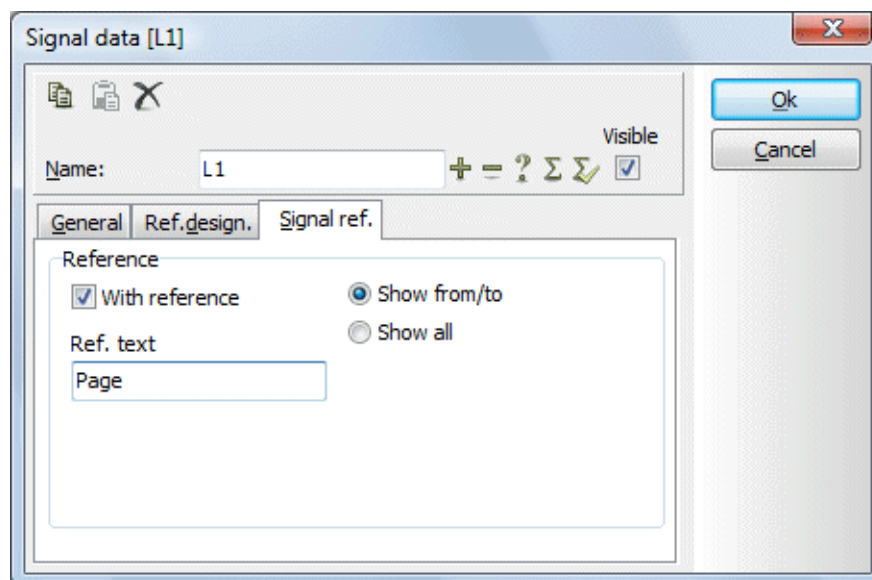 Signal data [L1]
Ok
Visible
Cancel
Name: L1
General Ref.design. Signal ref.
Reference
With reference Show from/to
Show all
Ref. text
Page